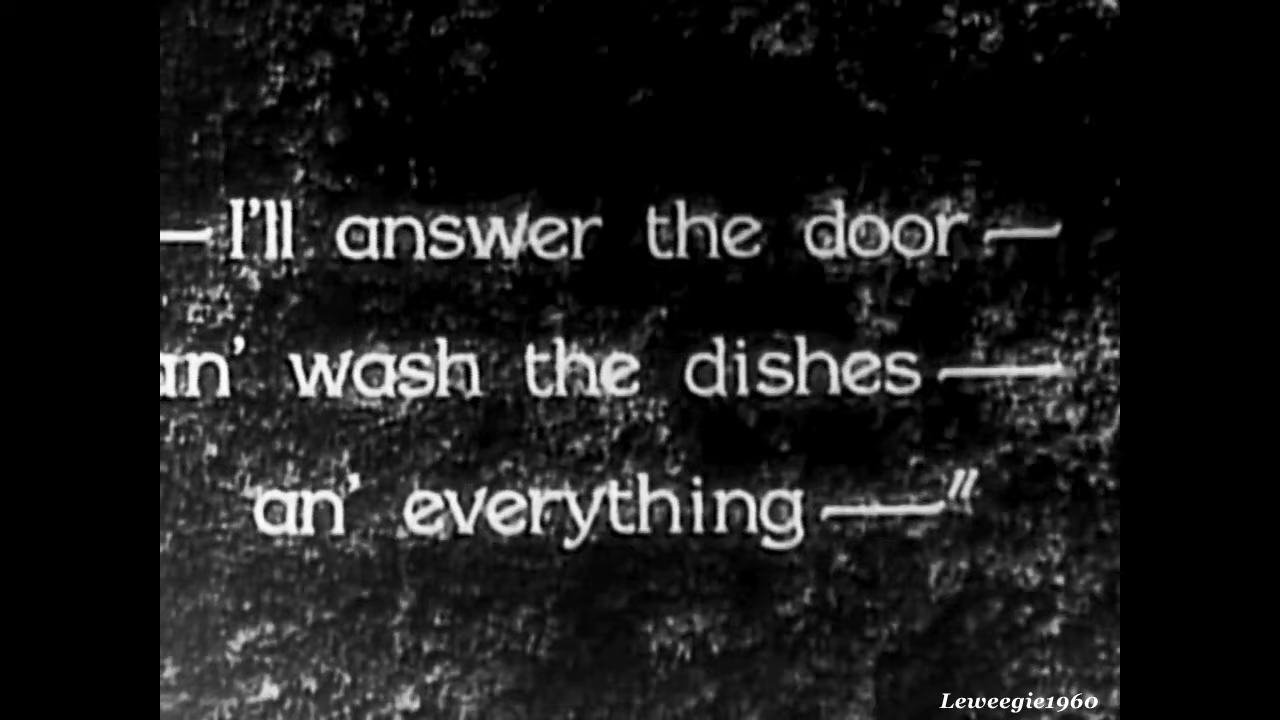 —I'll answer the door—
an' wash the dishes—
an' everything—"
Leweegie1960